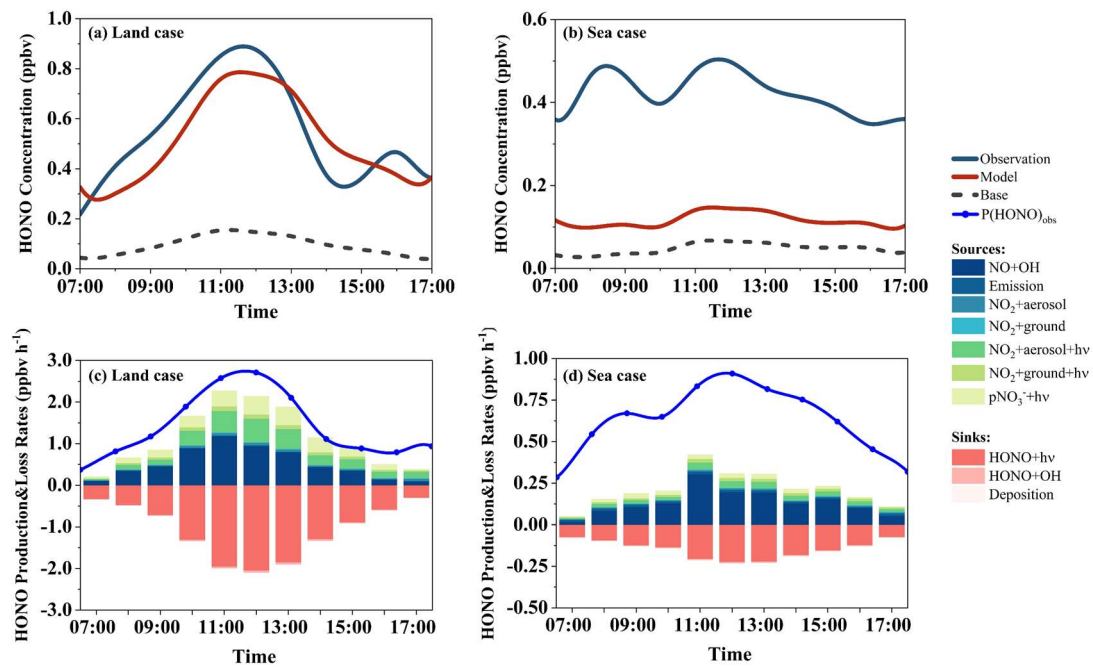 (a) Land case
HONO Concentration (ppbv)
1.0
0.8
0.6
0.4
0.2
0.0
07:00 09:00 11:00 13:00 15:00 17:00
Time
(b) Sea case
HONO Concentration (ppbv)
0.6
0.4
0.2
0.0
07:00 09:00 11:00 13:00 15:00 17:00
Time
(c) Land case
HONO Production&Loss Rates (ppbv h⁻¹)
3.0
2.0
1.0
0.0
-1.0
-2.0
-3.0
07:00 09:00 11:00 13:00 15:00 17:00
Time
(d) Sea case
HONO Production&Loss Rates (ppbv h⁻¹)
1.00
0.75
0.50
0.25
0.00
-0.25
-0.50
07:00 09:00 11:00 13:00 15:00 17:00
Time
Observation
Model
Base
P(HONO)obs
Sources:
NO+OH
Emission
NO₂+aerosol
NO₂+ground
NO₂+aerosol+hν
NO₂+ground+hν
pNO₃⁻+hν
Sinks:
HONO+hν
HONO+OH
Deposition